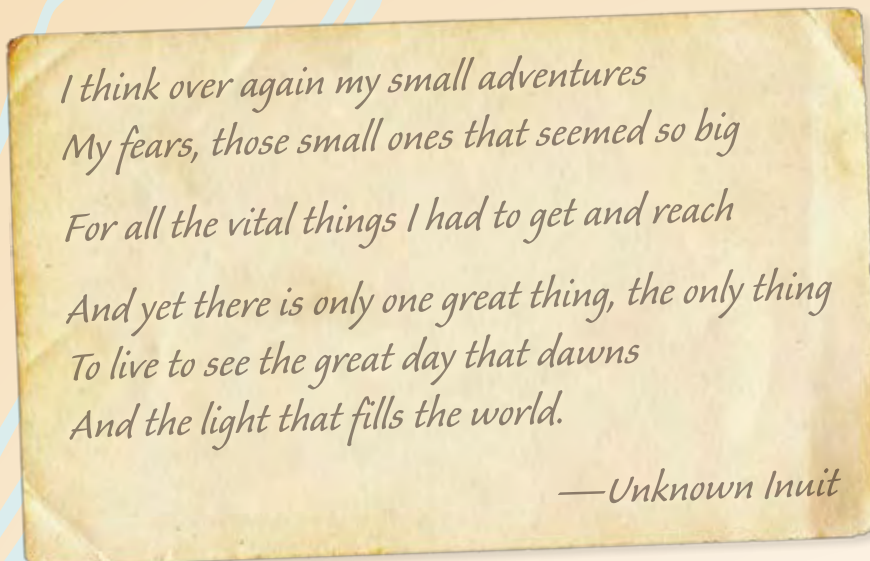 I think over again my small adventures
My fears, those small ones that seemed so big
For all the vital things I had to get and reach
And yet there is only one great thing, the only thing
To live to see the great day that dawns
And the light that fills the world.
—Unknown Inuit